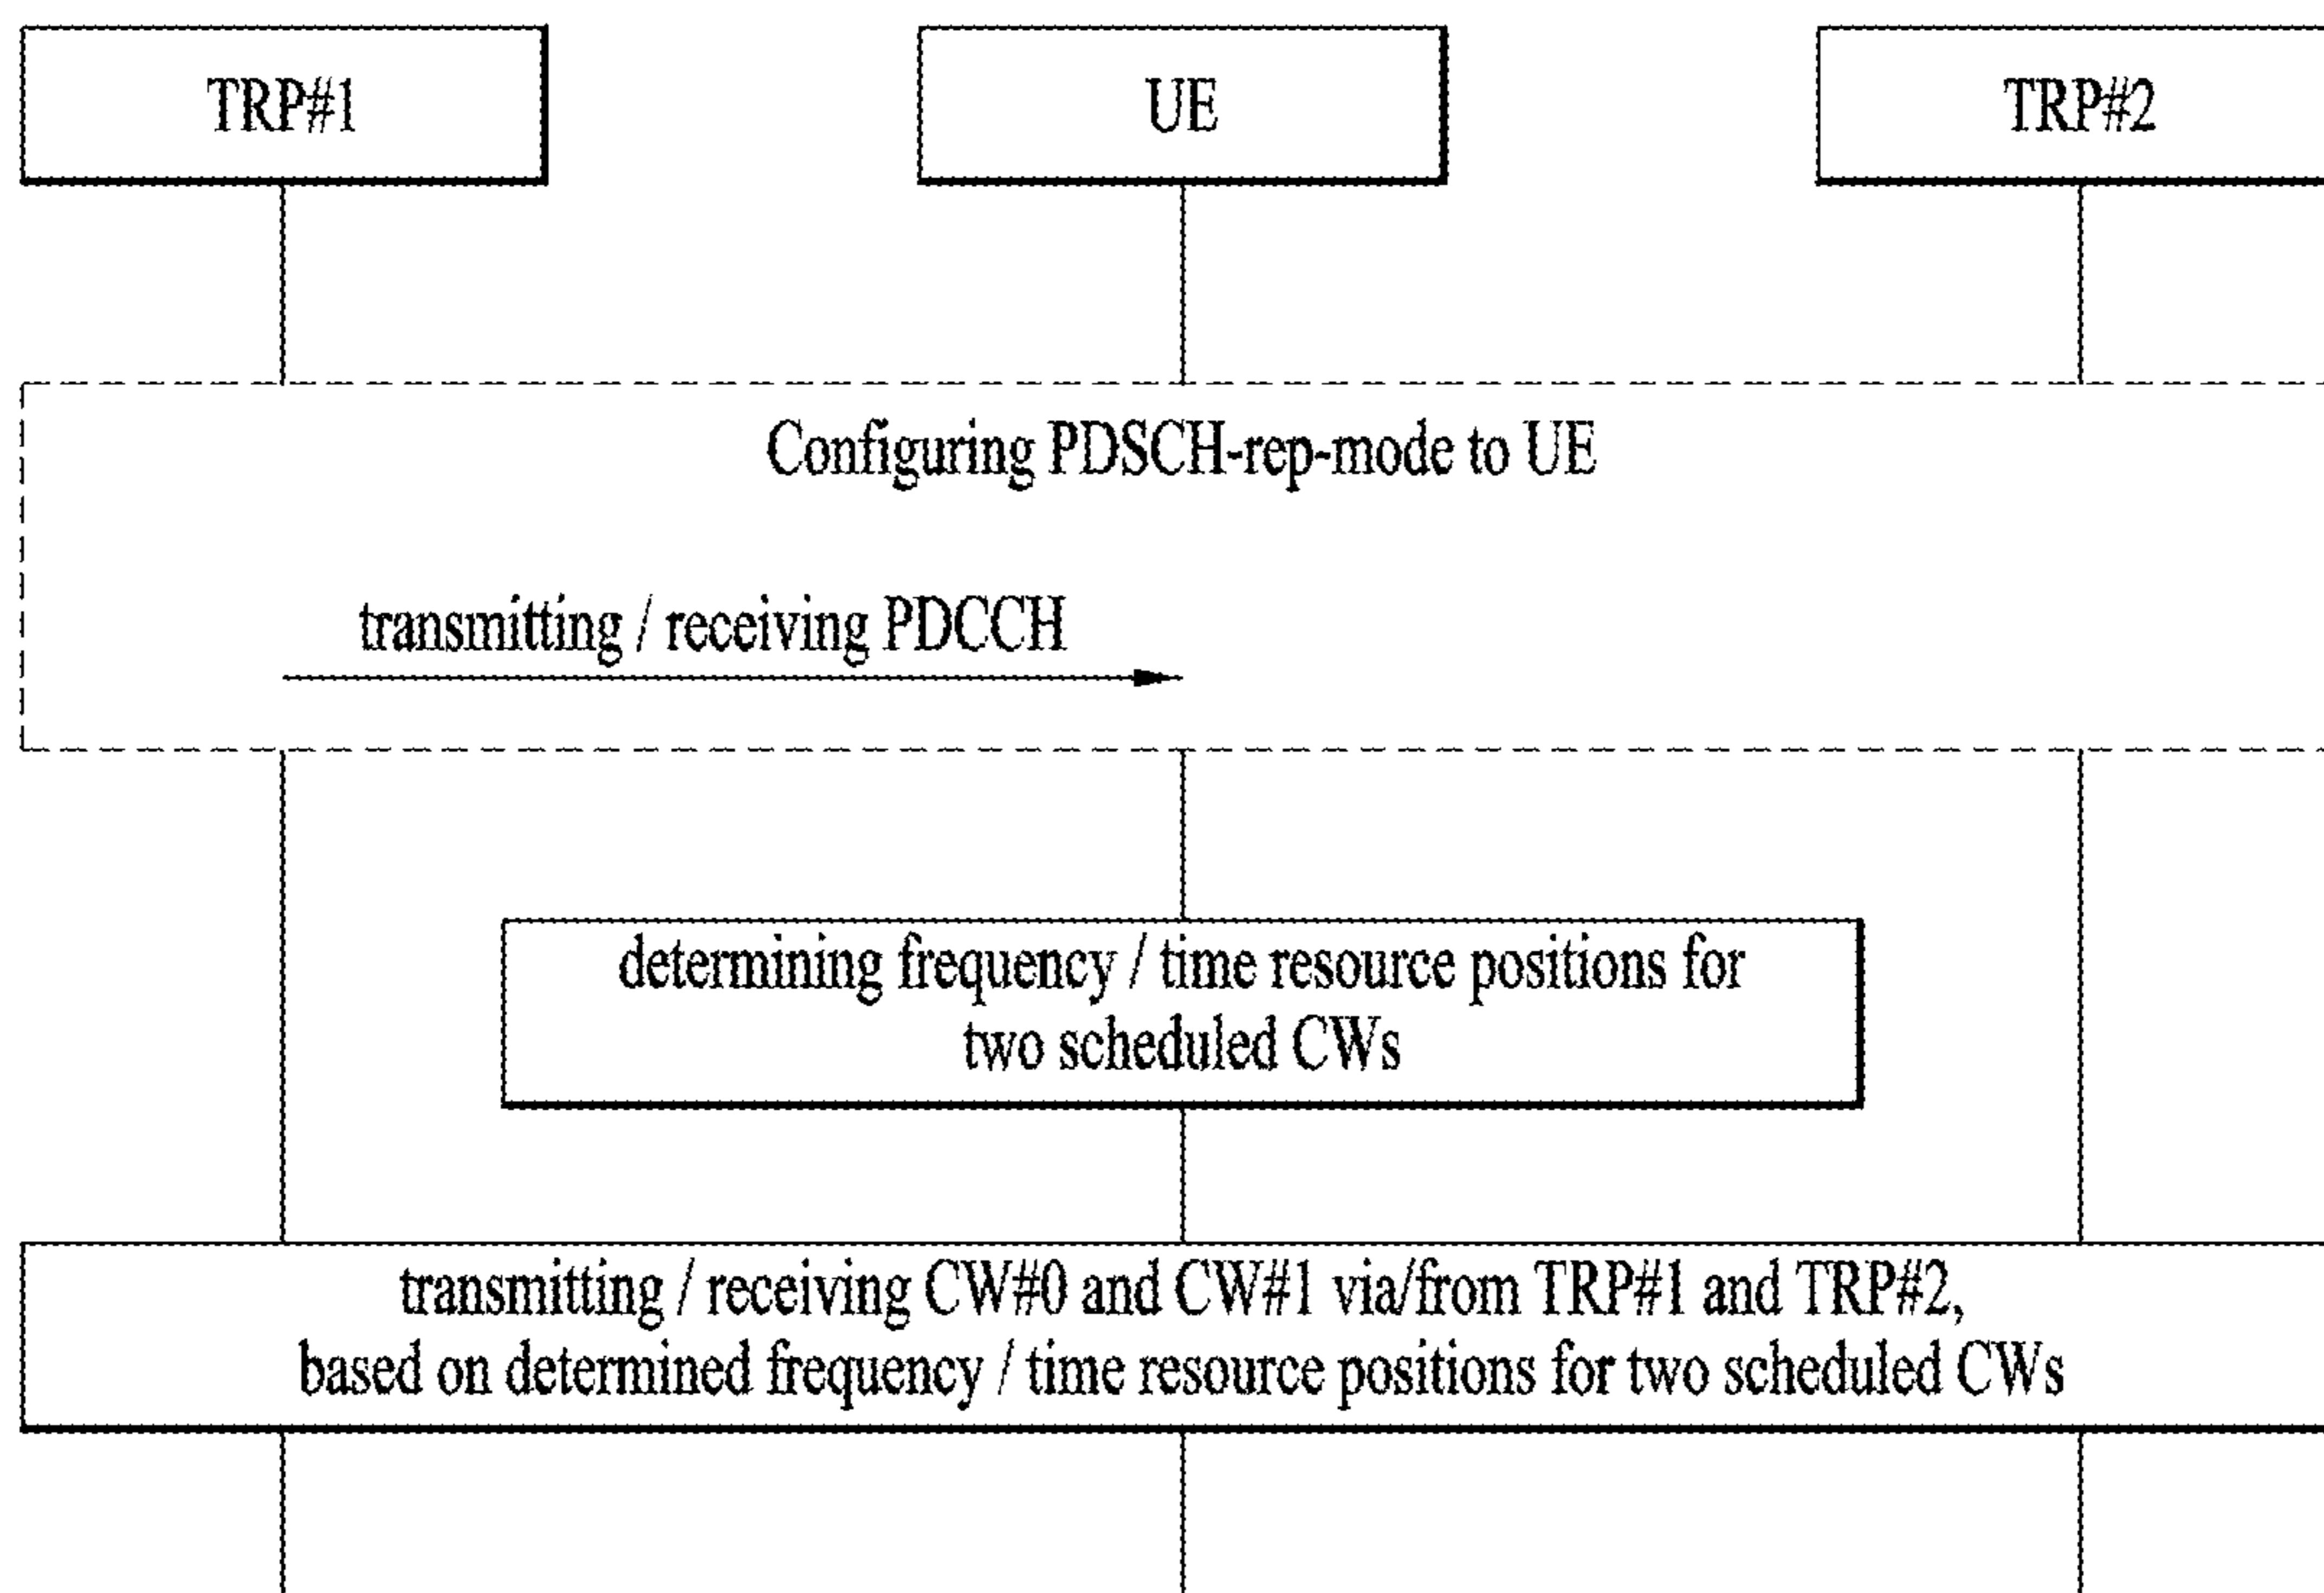 TRP#1
UE
TRP#2
Configuring PDSCH-rep-mode to UE
transmitting / receiving PDCCH
determining frequency / time resource positions for
two scheduled CWs
transmitting / receiving CW#0 and CW#1 via/from TRP#1 and TRP#2,
based on determined frequency / time resource positions for two scheduled CWs